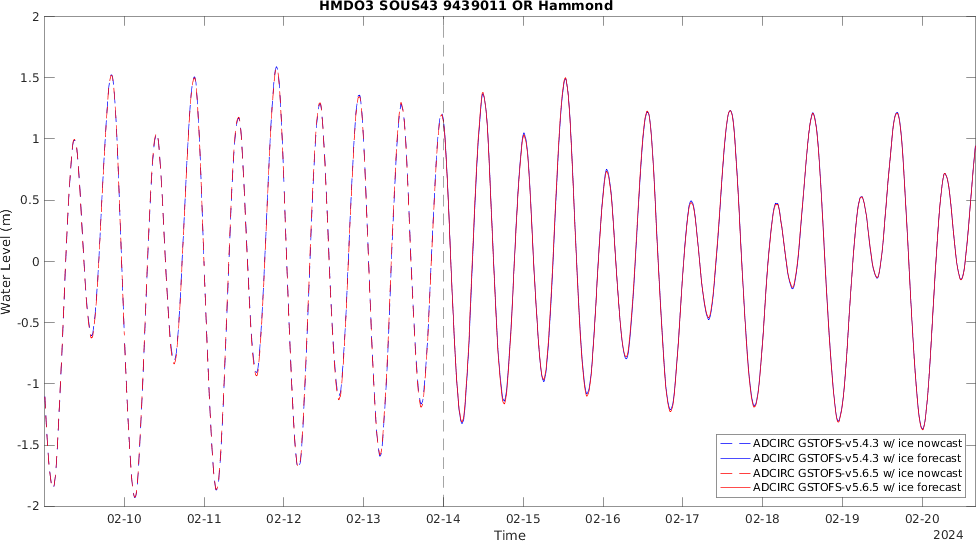 HMDO3 SOUS43 9439011 OR Hammond
2
1.5
1
0.5
0
-0.5
-1
-1.5
-2
Water Level (m)
02-10 02-11 02-12 02-13 02-14 02-15 02-16 02-17 02-18 02-19 02-20
Time
2024
ADCIRC GSTOFS-v5.4.3 w/ ice nowcast
ADCIRC GSTOFS-v5.4.3 w/ ice forecast
ADCIRC GSTOFS-v5.6.5 w/ ice nowcast
ADCIRC GSTOFS-v5.6.5 w/ ice forecast